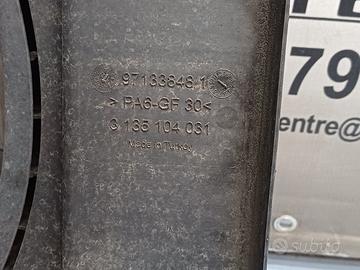 97133848 1
> PA6-GF 30<
3 135 104 031
Made in Turkey
79
entre@
subito